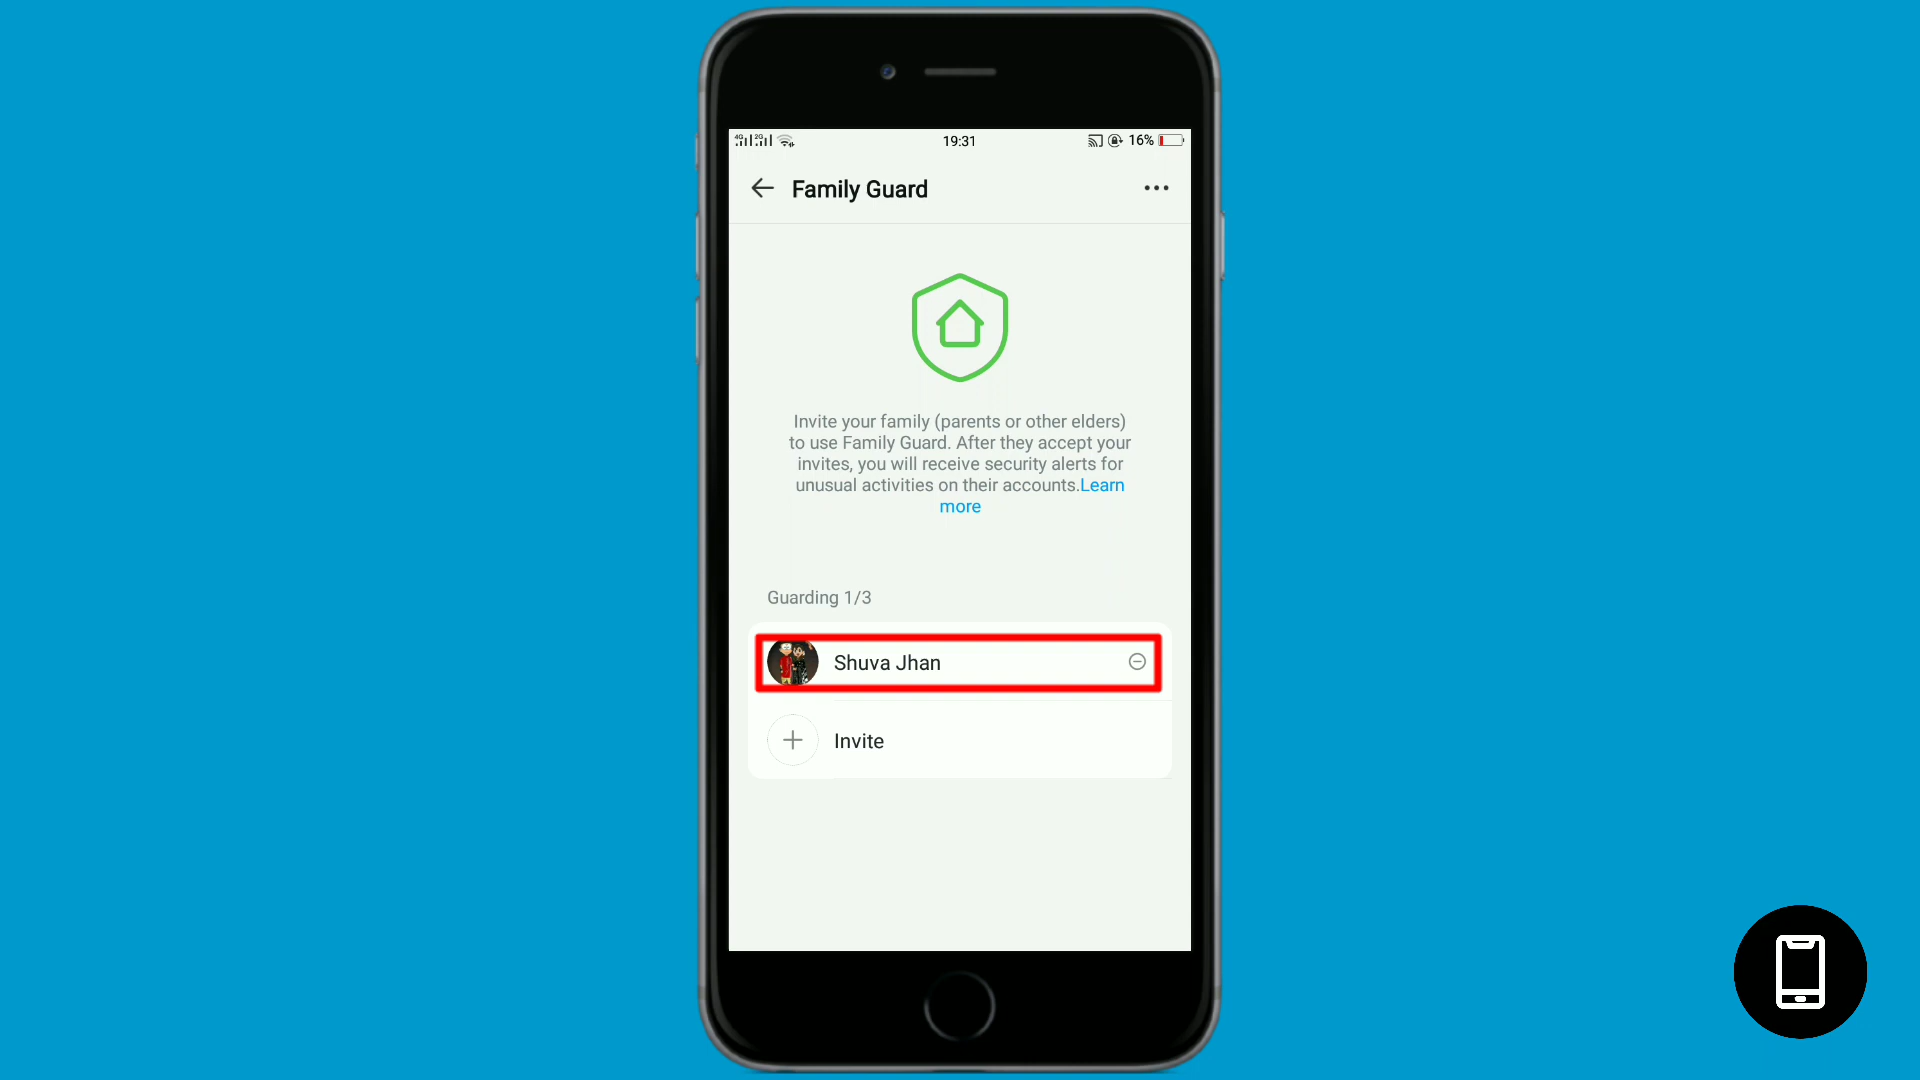 4G 2G 19:31 16%
Family Guard
Invite your family (parents or other elders)
to use Family Guard. After they accept your
invites, you will receive security alerts for
unusual activities on their accounts.Learn
more
Guarding 1/3
Shuva Jhan
Invite